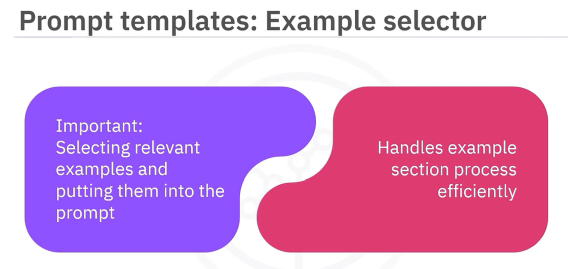 Prompt templates: Example selector
Important:
Selecting relevant
examples and
putting them into the
prompt
Handles example
section process
efficiently